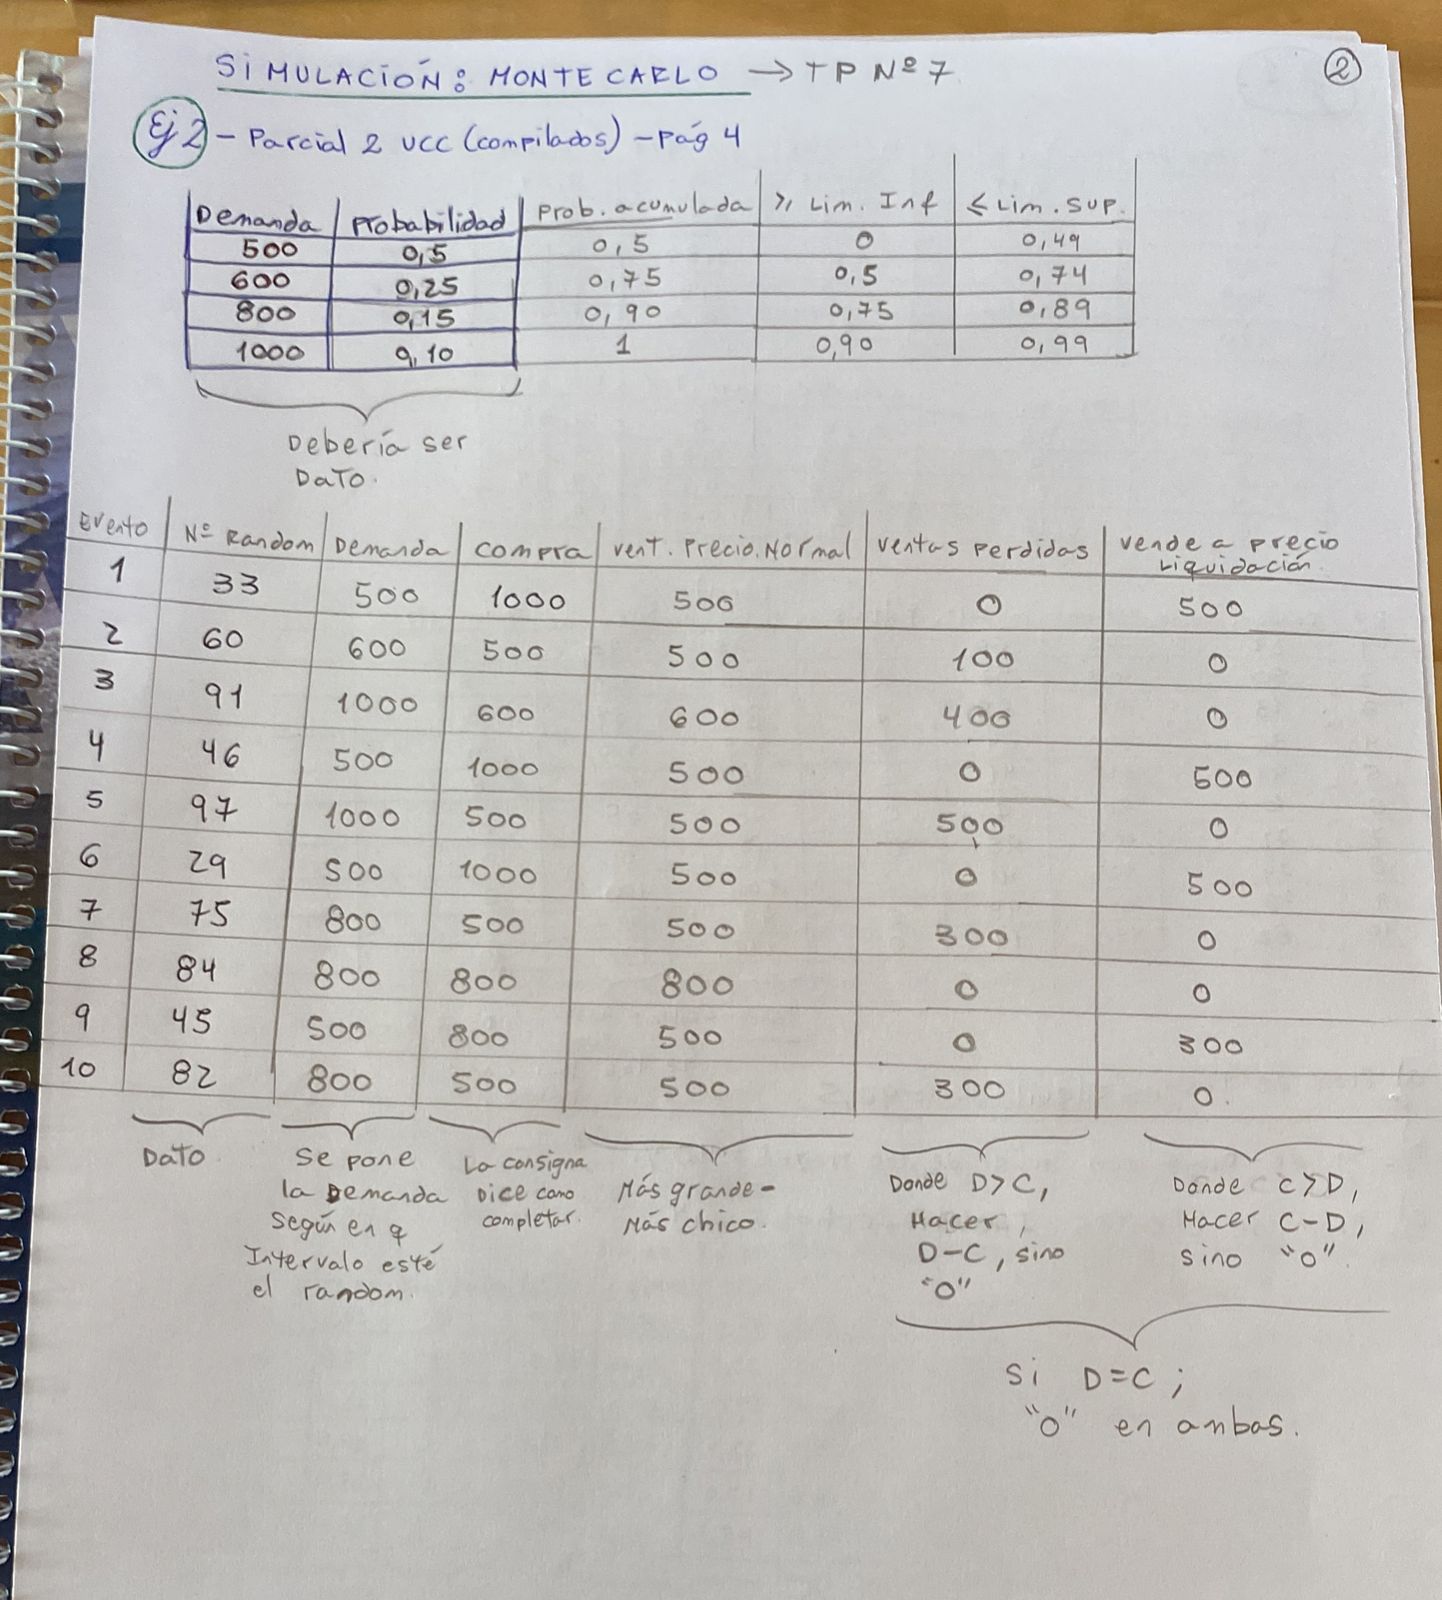 SIMULACIÓN: MONTE CARLO → TP Nº 7
2
Ej 2 - Parcial 2 UCC (compilados) - Pág 4
Demanda | Probabilidad | Prob. acumulada | ≥ Lim. Inf | ≤ Lim. Sup.
500 | 0,5 | 0,5 | 0 | 0,49
600 | 0,25 | 0,75 | 0,5 | 0,74
800 | 0,15 | 0,90 | 0,75 | 0,89
1000 | 0,10 | 1 | 0,90 | 0,99
Debería ser
Dato.
Evento | Nº Random | Demanda | compra | Vent. Precio. Normal | ventas perdidas | vende a precio
Liquidación.
1 | 33 | 500 | 1000 | 500 | 0 | 500
2 | 60 | 600 | 500 | 500 | 100 | 0
3 | 91 | 1000 | 600 | 600 | 400 | 0
4 | 46 | 500 | 1000 | 500 | 0 | 500
5 | 97 | 1000 | 500 | 500 | 500 | 0
6 | 29 | 500 | 1000 | 500 | 0 | 500
7 | 75 | 800 | 500 | 500 | 300 | 0
8 | 84 | 800 | 800 | 800 | 0 | 0
9 | 45 | 500 | 800 | 500 | 0 | 300
10 | 82 | 800 | 500 | 500 | 300 | 0.
Dato.
Se pone
la Demanda
según en q
Intervalo esté
el random.
La consigna
Dice como
completar.
Más grande -
Más chico.
Donde D>C,
Hacer,
D-C, sino
"0"
Donde C>D,
Hacer C-D,
sino "0".
Si D=C;
"0" en ambas.